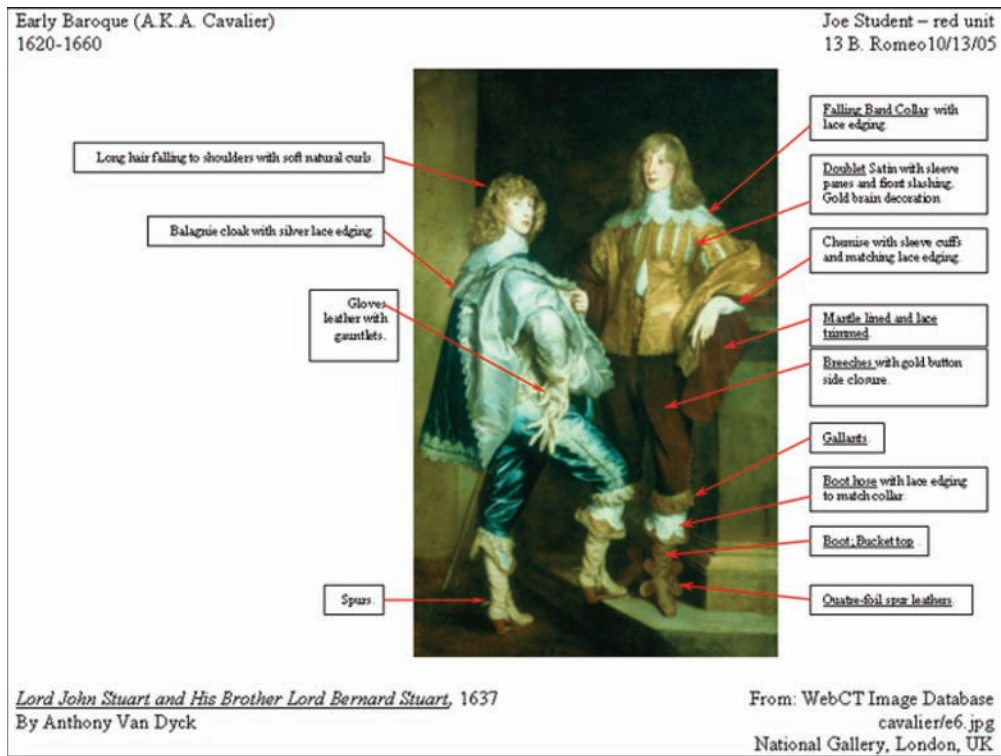 Early Baroque (A.K.A. Cavalier)
1620-1660
Joe Student – red unit
13 B. Romeo10/13/05
Long hair falling to shoulders with soft natural curls.
Balagnie cloak with silver lace edging.
Gloves
leather with
gauntlets.
Spurs.
Falling Band Collar with
lace edging.
Doublet Satin with sleeve
panes and front slashing.
Gold brain decoration
Chemise with sleeve cuffs
and matching lace edging.
Mantle lined and lace
trimmed.
Breeches with gold button
side closure.
Gallants.
Boot hose with lace edging
to match collar.
Boot; Bucket top .
Quatre-foil spur leathers.
Lord John Stuart and His Brother Lord Bernard Stuart, 1637
By Anthony Van Dyck
From: WebCT Image Database
cavalier/e6.jpg
National Gallery, London, UK